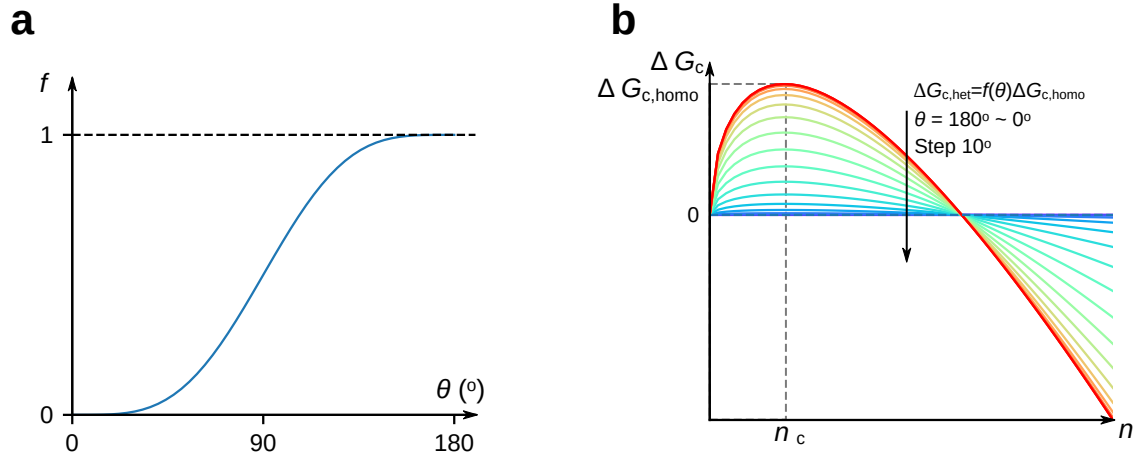 a
f
1
0
0
90
180
θ (º)
b
Δ Gc
Δ Gc,homo
0
ΔGc,het=f(θ)ΔGc,homo
θ = 180º ~ 0º
Step 10º
n c
n